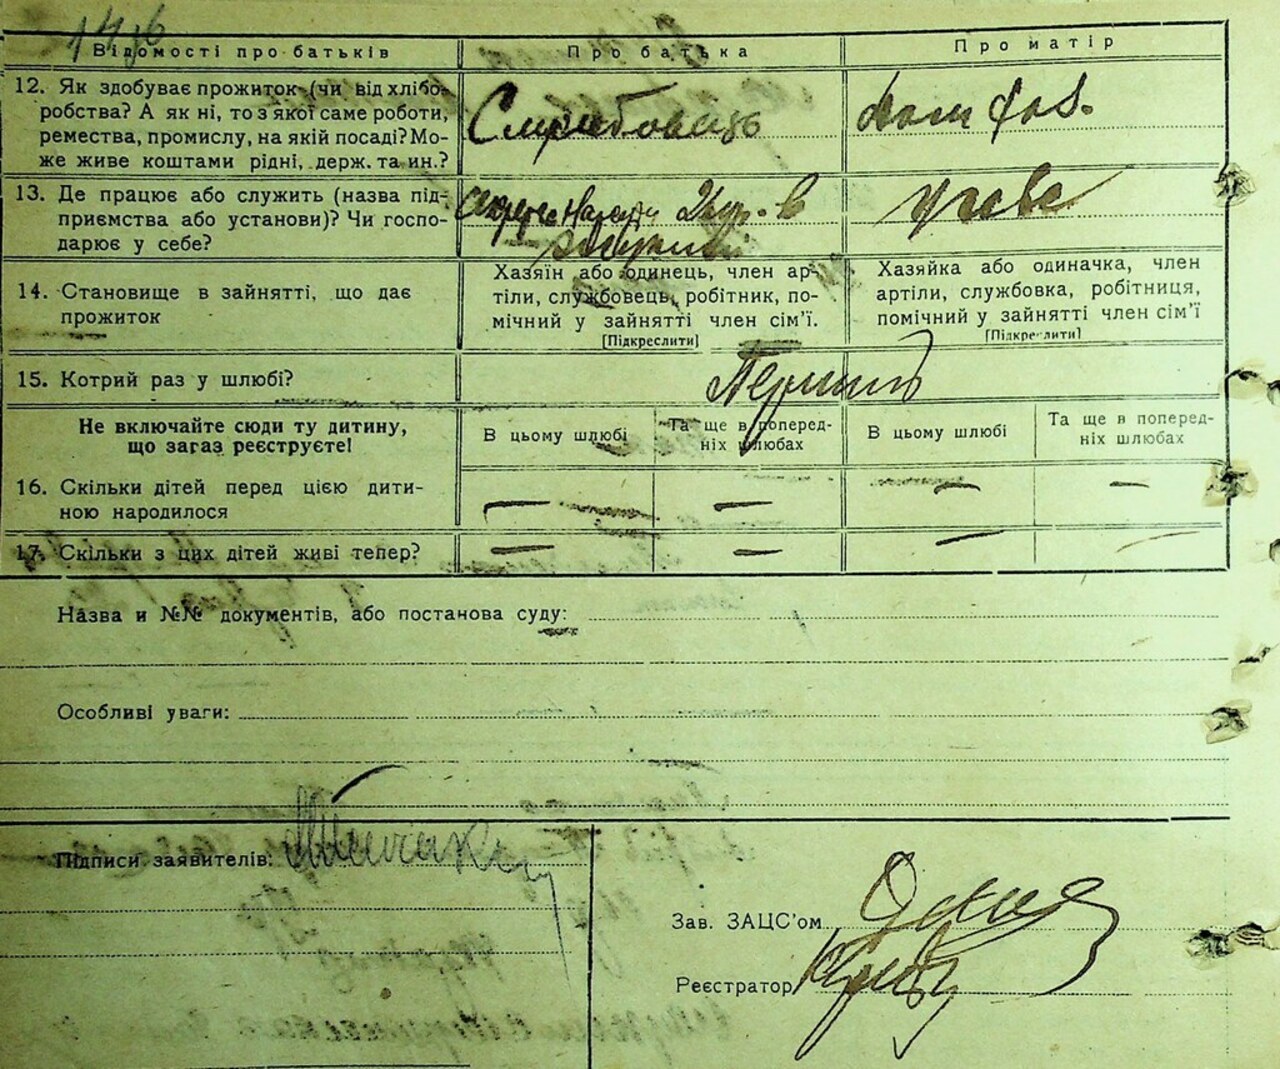 Відомості про батьків
Про батька
Про матір
12. Як здобуває прожиток (чи від хлібо-
робства? А як ні, то з якої саме роботи,
ремества, промислу, на якій посаді? Мо-
же живе коштами рідні, держ. та ин.?
Службовець
дом
13. Де працює або служить (назва під-
приємства або установи)? Чи госпо-
дарює у себе?
у себе
14. Становище в зайнятті, що дає
прожиток
Хазяїн або одинець, член ар-
тіли, службовець, робітник, по-
мічний у зайнятті член сім'ї.
[Підкреслити]
Хазяйка або одиначка, член
артіли, службовка, робітниця,
помічний у зайнятті член сім'ї
[Підкреслити]
15. Котрий раз у шлюбі?
Не включайте сюди ту дитину,
що загаз реєструєте!
В цьому шлюбі
Та ще в поперед-
ніх шлюбах
В цьому шлюбі
Та ще в поперед-
ніх шлюбах
16. Скільки дітей перед цією дити-
ною народилося
— — — —
17. Скільки з цих дітей живі тепер?
— — — —
Назва и №№ документів, або постанова суду:
Особливі уваги:
Підписи заявителів:
Зав. ЗАЦС'ом
Реєстратор